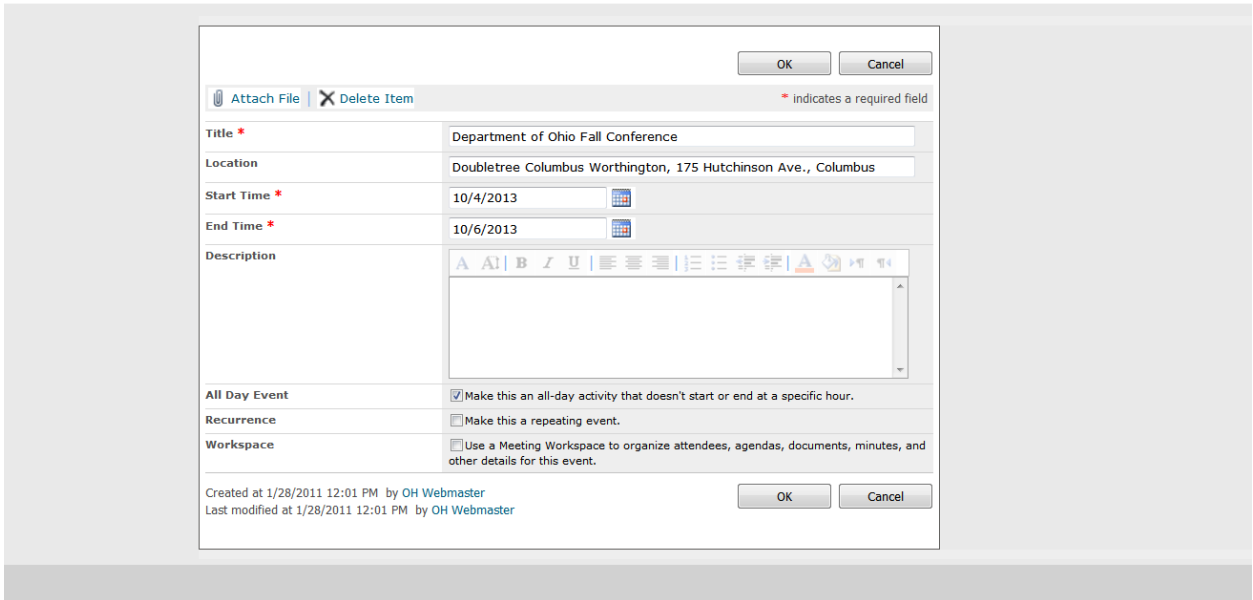 OK Cancel
Attach File | Delete Item * indicates a required field
Title * Department of Ohio Fall Conference
Location Doubletree Columbus Worthington, 175 Hutchinson Ave., Columbus
Start Time * 10/4/2013
End Time * 10/6/2013
Description
A A B I U A
All Day Event Make this an all-day activity that doesn't start or end at a specific hour.
Recurrence Make this a repeating event.
Workspace Use a Meeting Workspace to organize attendees, agendas, documents, minutes, and
other details for this event.
Created at 1/28/2011 12:01 PM by OH Webmaster OK Cancel
Last modified at 1/28/2011 12:01 PM by OH Webmaster